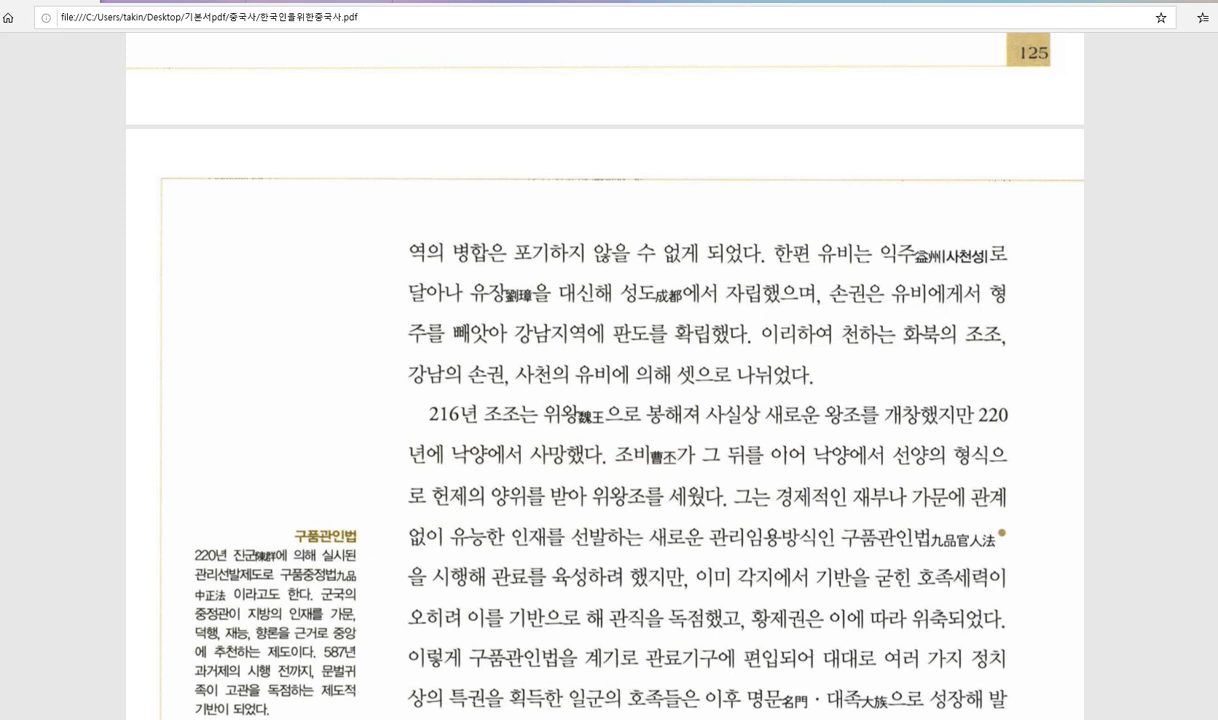 file:///C:/Users/takin/Desktop/기본서pdf/중국사/한국인을위한중국사.pdf
125
역의 병합은 포기하지 않을 수 없게 되었다. 한편 유비는 익주益州|사천성|로
달아나 유장劉璋을 대신해 성도成都에서 자립했으며, 손권은 유비에게서 형
주를 빼앗아 강남지역에 판도를 확립했다. 이리하여 천하는 화북의 조조,
강남의 손권, 사천의 유비에 의해 셋으로 나뉘었다.
216년 조조는 위왕魏王으로 봉해져 사실상 새로운 왕조를 개창했지만 220
년에 낙양에서 사망했다. 조비曹丕가 그 뒤를 이어 낙양에서 선양의 형식으
로 헌제의 양위를 받아 위왕조를 세웠다. 그는 경제적인 재부나 가문에 관계
없이 유능한 인재를 선발하는 새로운 관리임용방식인 구품관인법九品官人法
을 시행해 관료를 육성하려 했지만, 이미 각지에서 기반을 굳힌 호족세력이
오히려 이를 기반으로 해 관직을 독점했고, 황제권은 이에 따라 위축되었다.
이렇게 구품관인법을 계기로 관료기구에 편입되어 대대로 여러 가지 정치
상의 특권을 획득한 일군의 호족들은 이후 명문名門·대족大族으로 성장해 발
구품관인법
220년 진군陳群에 의해 실시된
관리선발제도로 구품중정법九品
中正法 이라고도 한다. 군국의
중정관이 지방의 인재를 가문,
덕행, 재능, 향론을 근거로 중앙
에 추천하는 제도이다. 587년
과거제의 시행 전까지, 문벌귀
족이 고관을 독점하는 제도적
기반이 되었다.